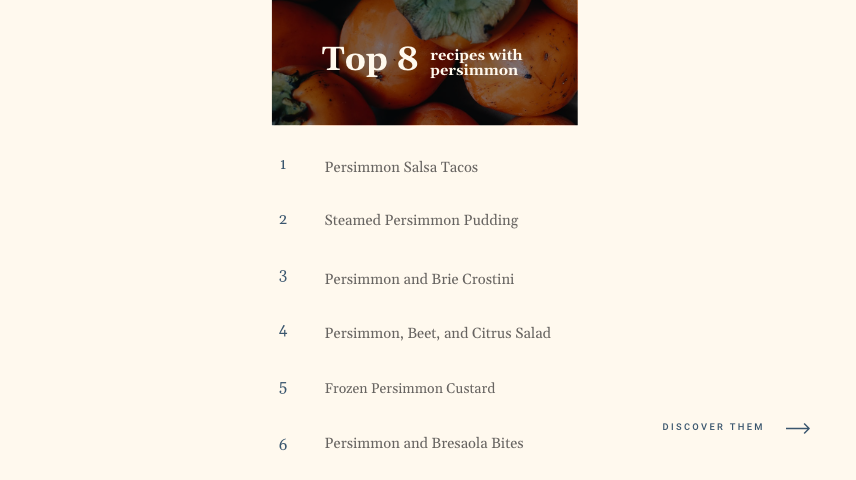 Top 8 recipes with
persimmon
1 Persimmon Salsa Tacos
2 Steamed Persimmon Pudding
3 Persimmon and Brie Crostini
4 Persimmon, Beet, and Citrus Salad
5 Frozen Persimmon Custard
6 Persimmon and Bresaola Bites
DISCOVER THEM